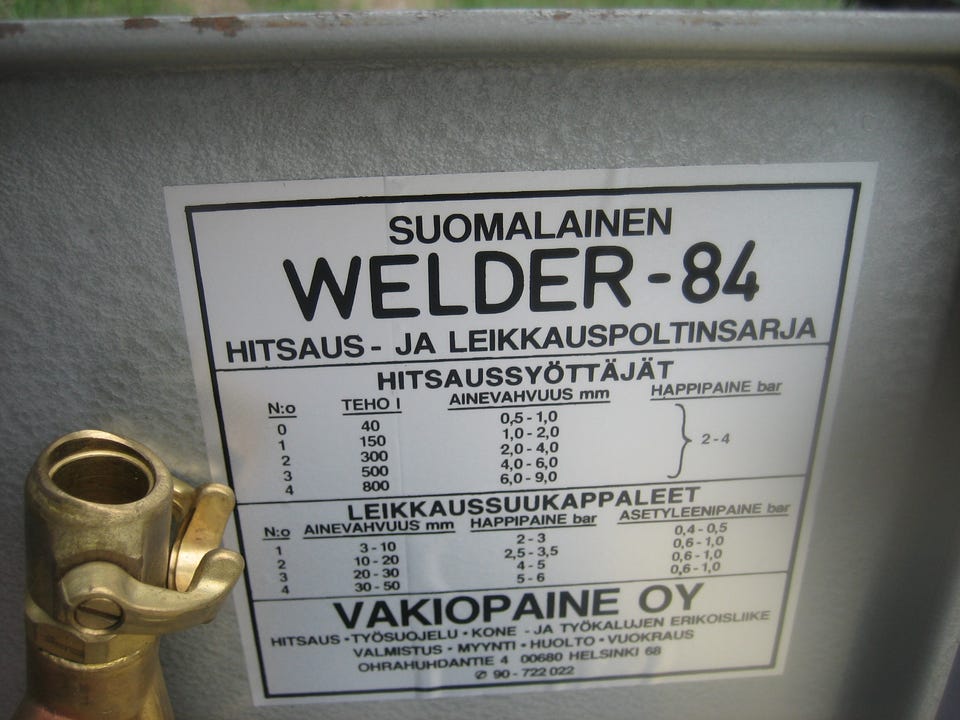 SUOMALAINEN
WELDER-84
HITSAUS- JA LEIKKAUSPOLTINSARJA
HITSAUSSYÖTTÄJÄT
N:o TEHO l AINEVAHVUUS mm HAPPIPAINE bar
0 40 0,5-1,0
1 150 1,0-2,0
2 300 2,0-4,0 2-4
3 500 4,0-6,0
4 800 6,0-9,0
LEIKKAUSSUUKAPPALEET
N:o AINEVAHVUUS mm HAPPIPAINE bar ASETYLEENIPAINE bar
1 3-10 2-3 0,4-0,5
2 10-20 2,5-3,5 0,6-1,0
3 20-30 4-5 0,6-1,0
4 30-50 5-6 0,6-1,0
VAKIOPAINE OY
HITSAUS • TYÖSUOJELU • KONE - JA TYÖKALUJEN ERIKOISLIIKE
VALMISTUS • MYYNTI • HUOLTO • VUOKRAUS
OHRAHUHDANTIE 4 00680 HELSINKI 68
✆ 90-722 022